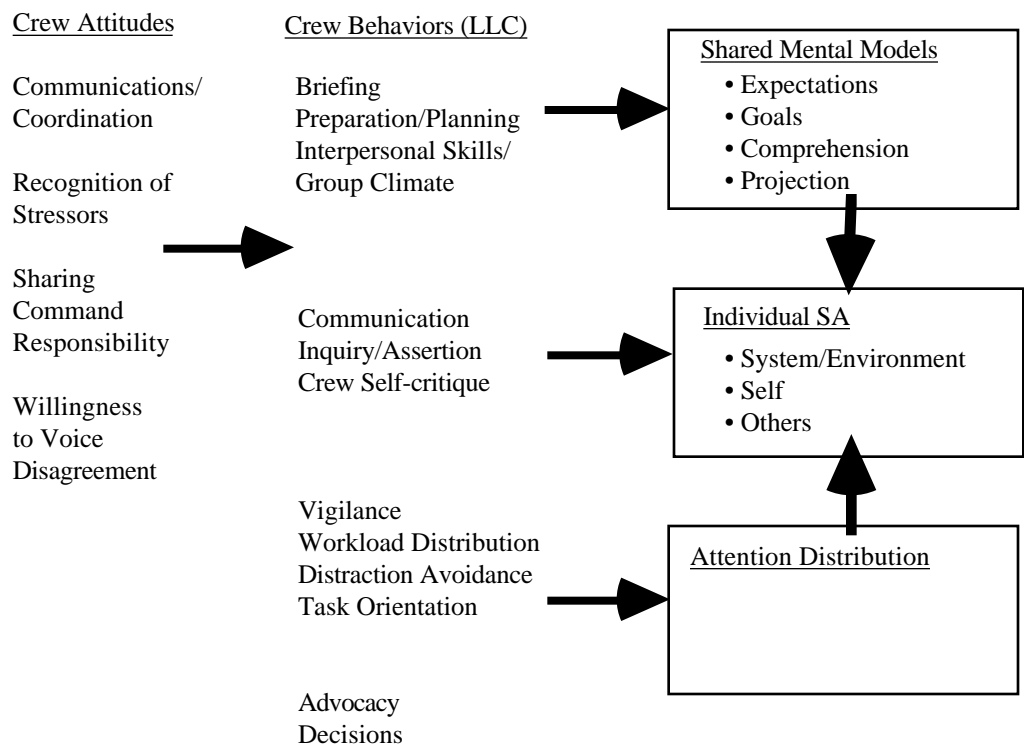 Crew Attitudes
Communications/
Coordination
Recognition of
Stressors
Sharing
Command
Responsibility
Willingness
to Voice
Disagreement
Crew Behaviors (LLC)
Briefing
Preparation/Planning
Interpersonal Skills/
Group Climate
Communication
Inquiry/Assertion
Crew Self-critique
Vigilance
Workload Distribution
Distraction Avoidance
Task Orientation
Advocacy
Decisions
Shared Mental Models
• Expectations
• Goals
• Comprehension
• Projection
Individual SA
• System/Environment
• Self
• Others
Attention Distribution